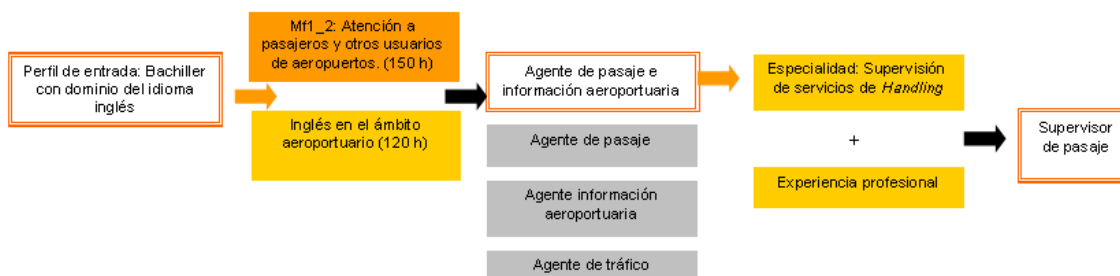 Perfil de entrada: Bachiller
con dominio del idioma
inglés
Mf1_2: Atención a
pasajeros y otros usuarios
de aeropuertos. (150 h)
Inglés en el ámbito
aeroportuario (120 h)
Agente de pasaje e
información aeroportuaria
Agente de pasaje
Agente información
aeroportuaria
Agente de tráfico
Especialidad: Supervisión
de servicios de Handling
+
Experiencia profesional
Supervisor
de pasaje